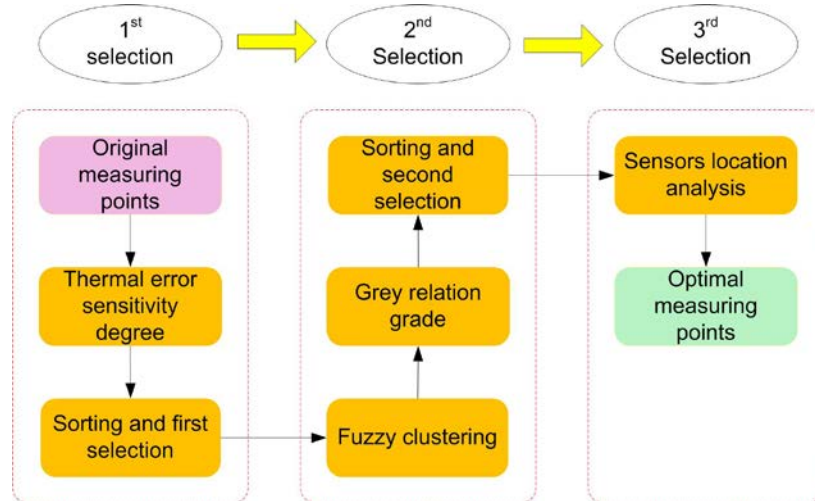 1st
selection
2nd
Selection
3rd
Selection
Original
measuring
points
Thermal error
sensitivity
degree
Sorting and first
selection
Fuzzy clustering
Grey relation
grade
Sorting and
second
selection
Sensors location
analysis
Optimal
measuring
points